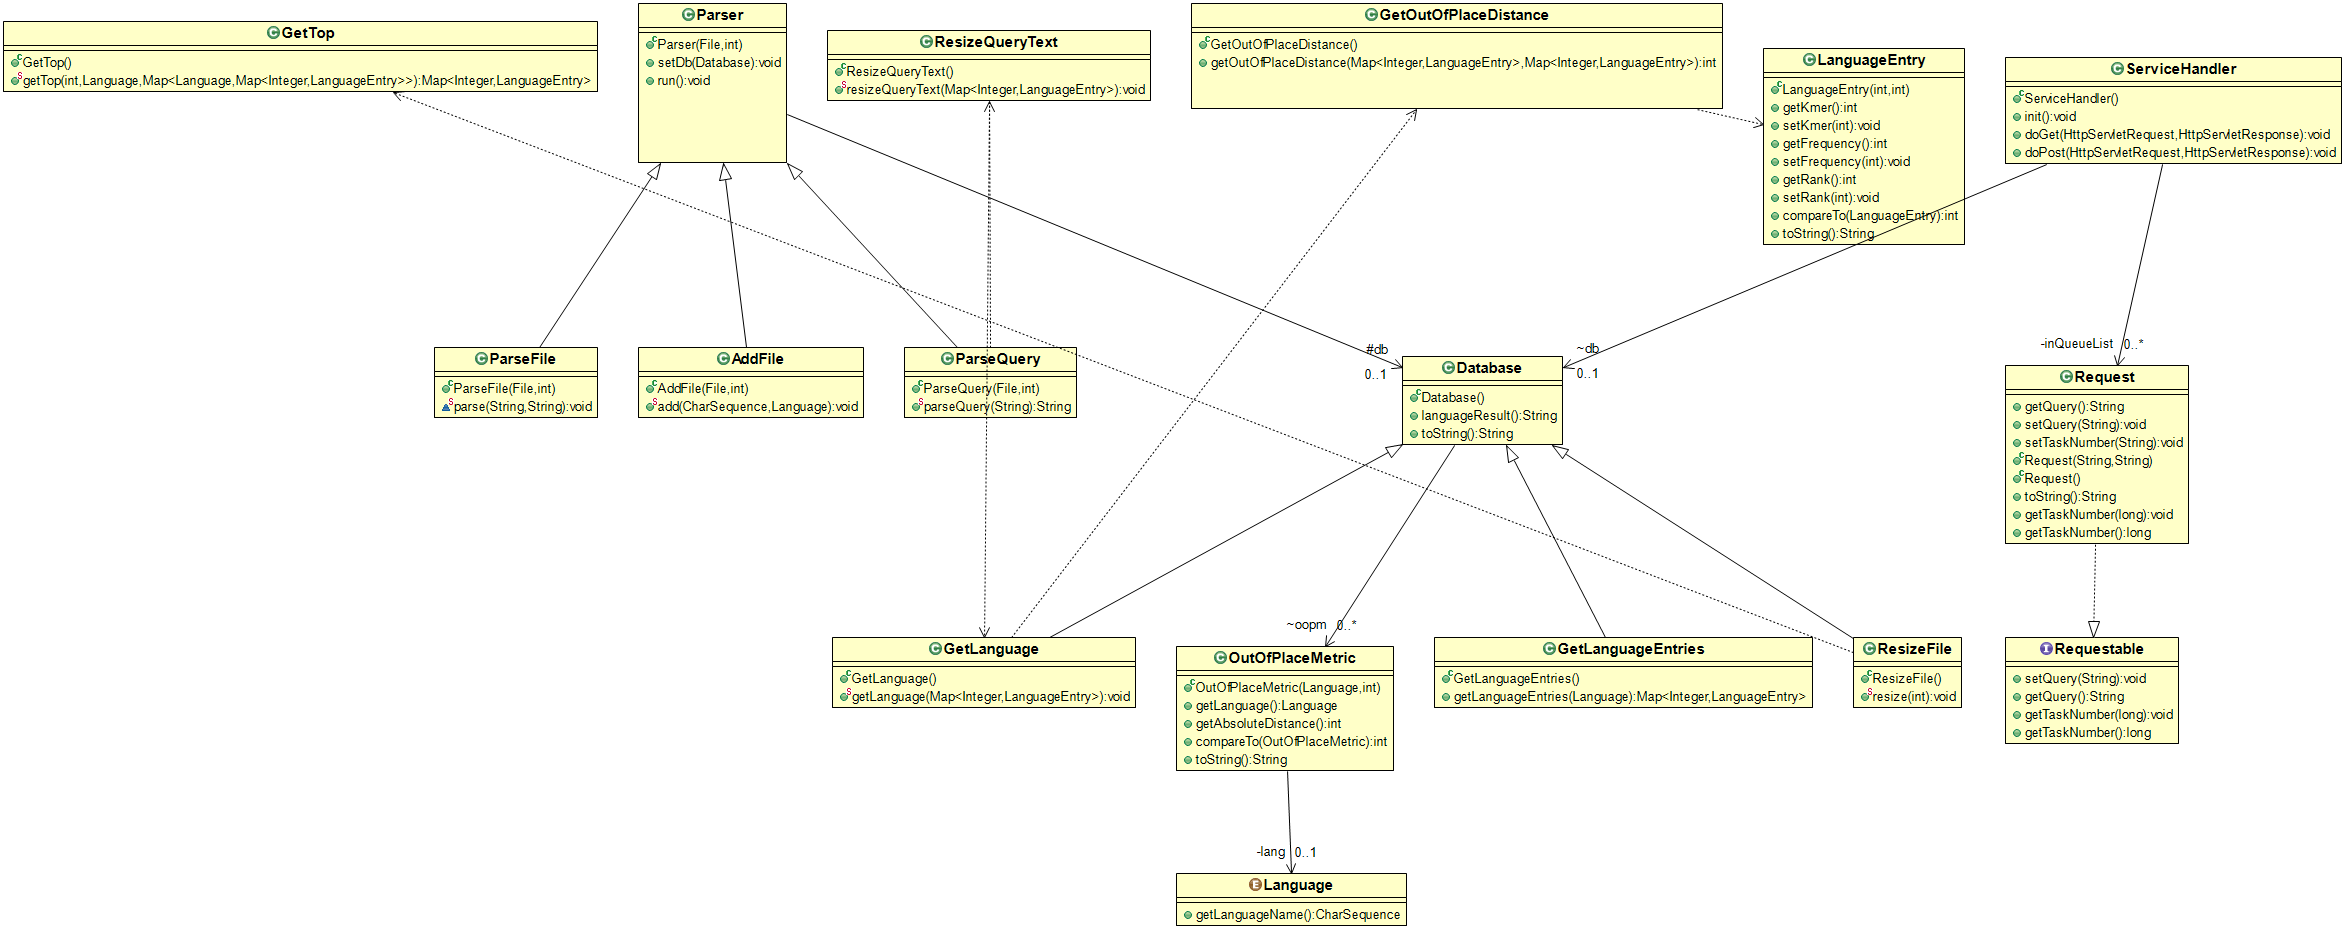 GetTop
GetTop()
getTop(int,Language,Map<Language,Map<Integer,LanguageEntry>>):Map<Integer,LanguageEntry>
Parser
Parser(File,int)
setDb(Database):void
run():void
ResizeQueryText
ResizeQueryText()
resizeQueryText(Map<Integer,LanguageEntry>):void
GetOutOfPlaceDistance
GetOutOfPlaceDistance()
getOutOfPlaceDistance(Map<Integer,LanguageEntry>,Map<Integer,LanguageEntry>):int
LanguageEntry
LanguageEntry(int,int)
getKmer():int
setKmer(int):void
getFrequency():int
setFrequency(int):void
getRank():int
setRank(int):void
compareTo(LanguageEntry):int
toString():String
ServiceHandler
ServiceHandler()
init():void
doGet(HttpServletRequest,HttpServletResponse):void
doPost(HttpServletRequest,HttpServletResponse):void
ParseFile
ParseFile(File,int)
parse(String,String):void
AddFile
AddFile(File,int)
add(CharSequence,Language):void
ParseQuery
ParseQuery(File,int)
parseQuery(String):String
#db
0..1
~db
0..1
-inQueueList 0..*
Database
Database()
languageResult():String
toString():String
Request
getQuery():String
setQuery(String):void
setTaskNumber(String):void
Request(String,String)
Request()
toString():String
getTaskNumber(long):void
getTaskNumber():long
~oopm 0..*
GetLanguage
GetLanguage()
getLanguage(Map<Integer,LanguageEntry>):void
OutOfPlaceMetric
OutOfPlaceMetric(Language,int)
getLanguage():Language
getAbsoluteDistance():int
compareTo(OutOfPlaceMetric):int
toString():String
GetLanguageEntries
GetLanguageEntries()
getLanguageEntries(Language):Map<Integer,LanguageEntry>
ResizeFile
ResizeFile()
resize(int):void
Requestable
setQuery(String):void
getQuery():String
getTaskNumber(long):void
getTaskNumber():long
-lang 0..1
Language
getLanguageName():CharSequence